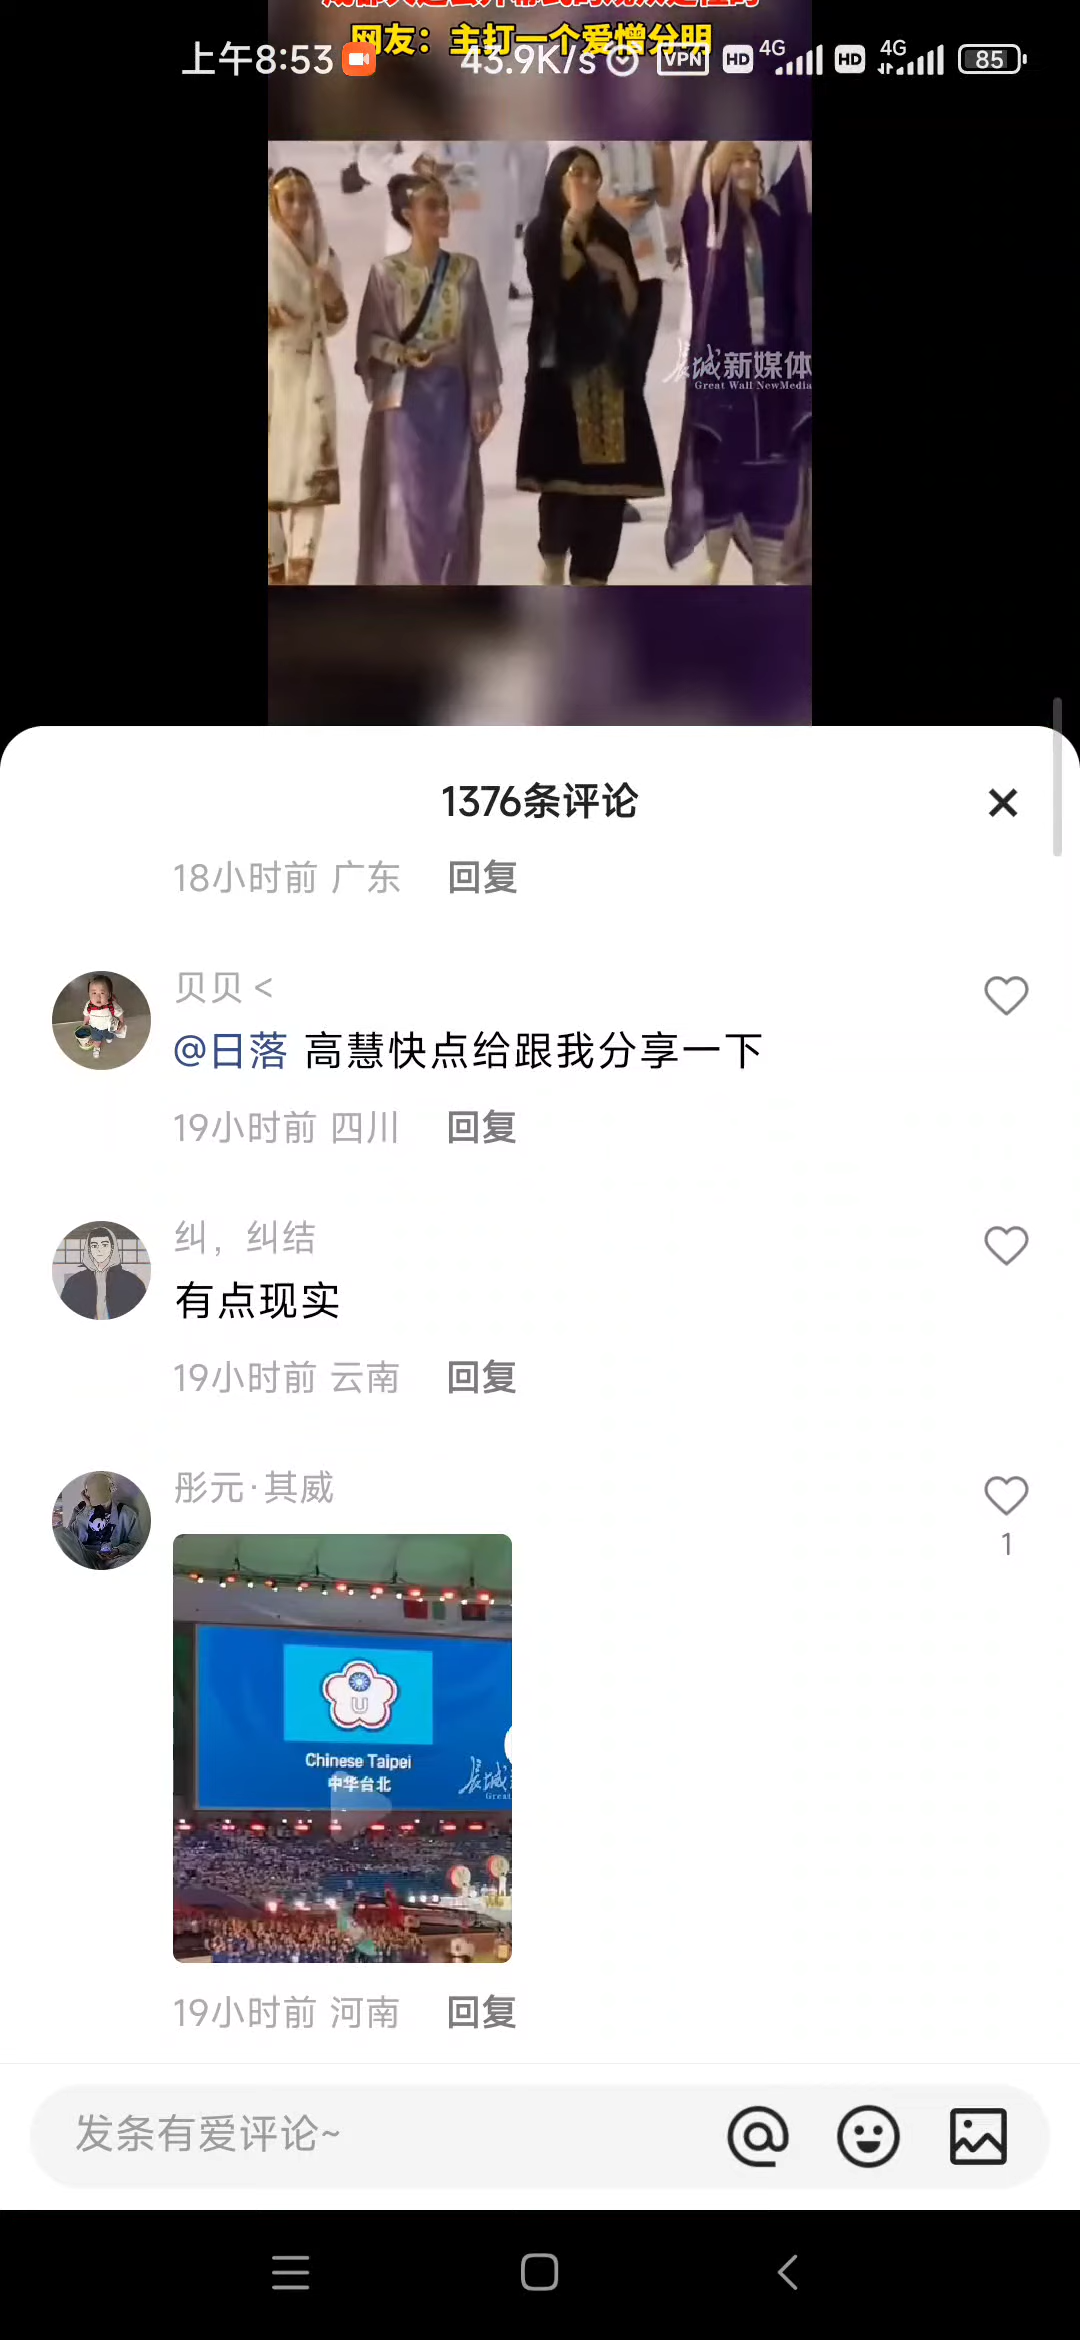 网友：主打一个爱憎分明
上午8:53
43.9K/s
VPN
HD
4G
HD
4G
85
长城新媒体
Great Wall NewMedia
1376条评论
18小时前 广东 回复
贝贝 <
@日落 高慧快点给跟我分享一下
19小时前 四川 回复
纠，纠结
有点现实
19小时前 云南 回复
彤元·其威
1
U
Chinese Taipei
中华台北
长城
Great
19小时前 河南 回复
发条有爱评论~